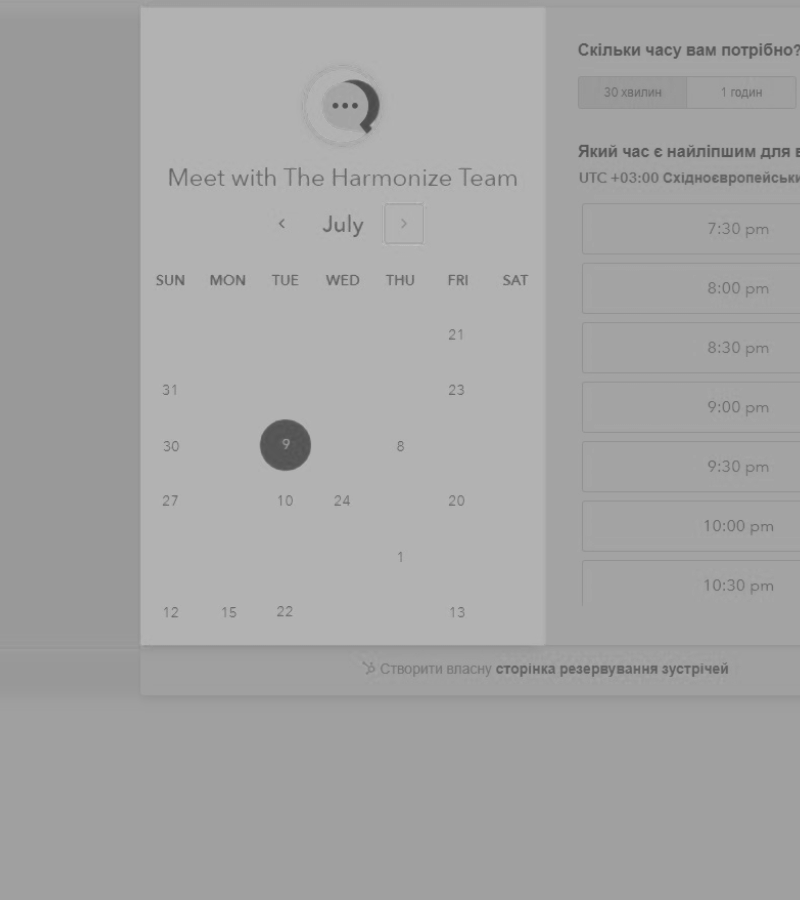 Meet with The Harmonize Team
July
SUN MON TUE WED THU FRI SAT
21
31 23
30 9 8
27 10 24 20
1
12 15 22 13
Скільки часу вам потрібно?
30 хвилин 1 годин
Який час є найліпшим для в
UTC +03:00 Східноєвропейськи
7:30 pm
8:00 pm
8:30 pm
9:00 pm
9:30 pm
10:00 pm
10:30 pm
Створити власну сторінка резервування зустрічей